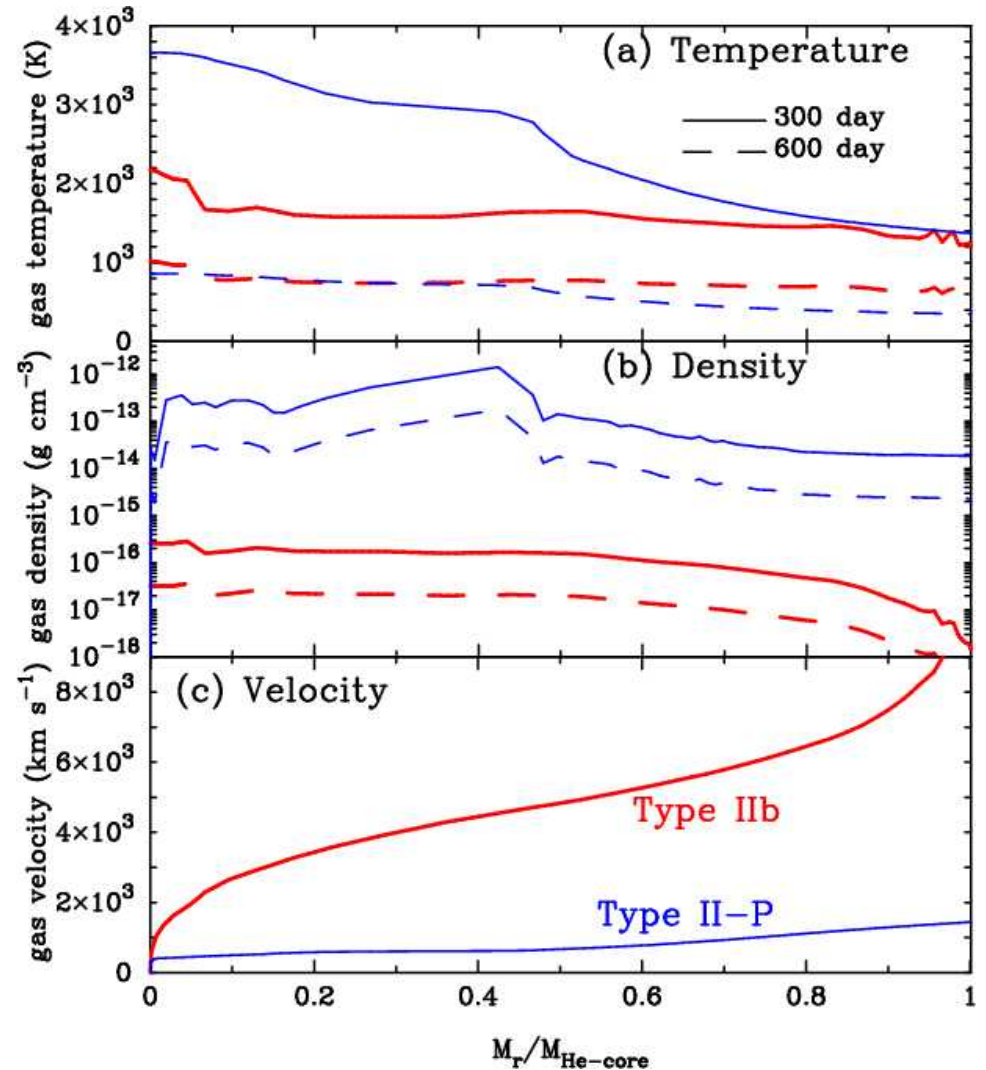 4×10³
(a) Temperature
3×10³
300 day
600 day
2×10³
10³
0
gas temperature (K)
10⁻¹²
(b) Density
10⁻¹³
10⁻¹⁴
10⁻¹⁵
10⁻¹⁶
10⁻¹⁷
10⁻¹⁸
gas density (g cm⁻³)
(c) Velocity
8×10³
6×10³
Type IIb
4×10³
2×10³
Type II-P
0
gas velocity (km s⁻¹)
0 0.2 0.4 0.6 0.8 1
Mᵣ/M_He-core